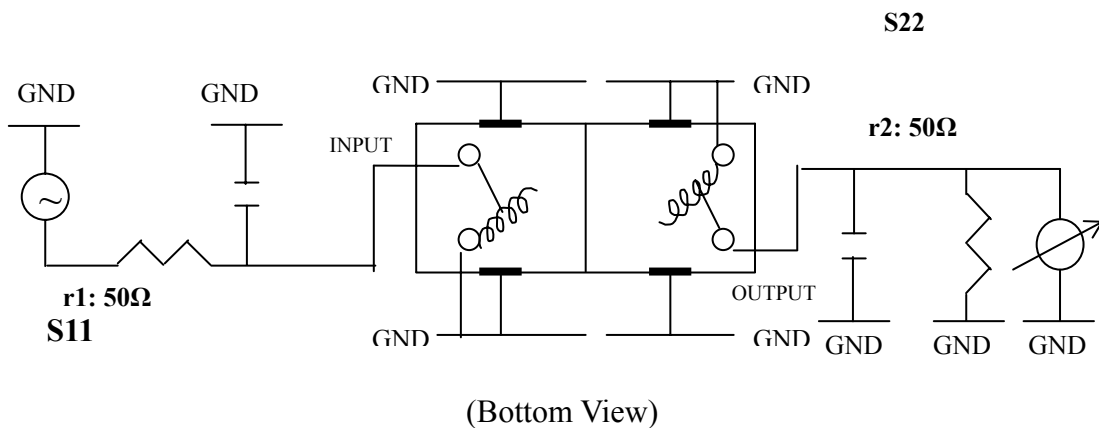 S22
GND
GND
GND
GND
INPUT
r2: 50Ω
r1: 50Ω
S11
OUTPUT
GND
GND
GND
GND
GND
(Bottom View)